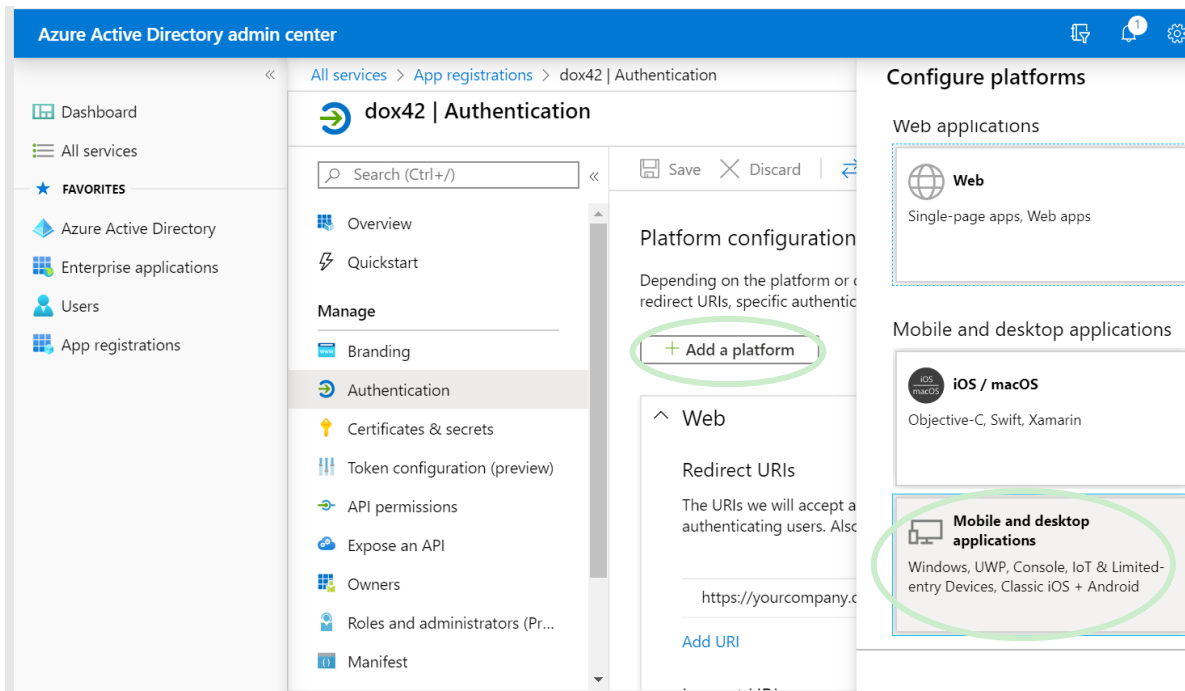 Azure Active Directory admin center
1
«
Dashboard
All services
FAVORITES
Azure Active Directory
Enterprise applications
Users
App registrations
All services > App registrations > dox42 | Authentication
dox42 | Authentication
Search (Ctrl+/)
«
Overview
Quickstart
Manage
Branding
Authentication
Certificates & secrets
Token configuration (preview)
API permissions
Expose an API
Owners
Roles and administrators (Pr...
Manifest
Save
Discard
Platform configuration
Depending on the platform or
redirect URIs, specific authentic
+ Add a platform
Web
Redirect URIs
The URIs we will accept a
authenticating users. Also
https://yourcompany.c
Add URI
Configure platforms
Web applications
Web
Single-page apps, Web apps
Mobile and desktop applications
iOS
macOS
iOS / macOS
Objective-C, Swift, Xamarin
Mobile and desktop
applications
Windows, UWP, Console, IoT & Limited-
entry Devices, Classic iOS + Android